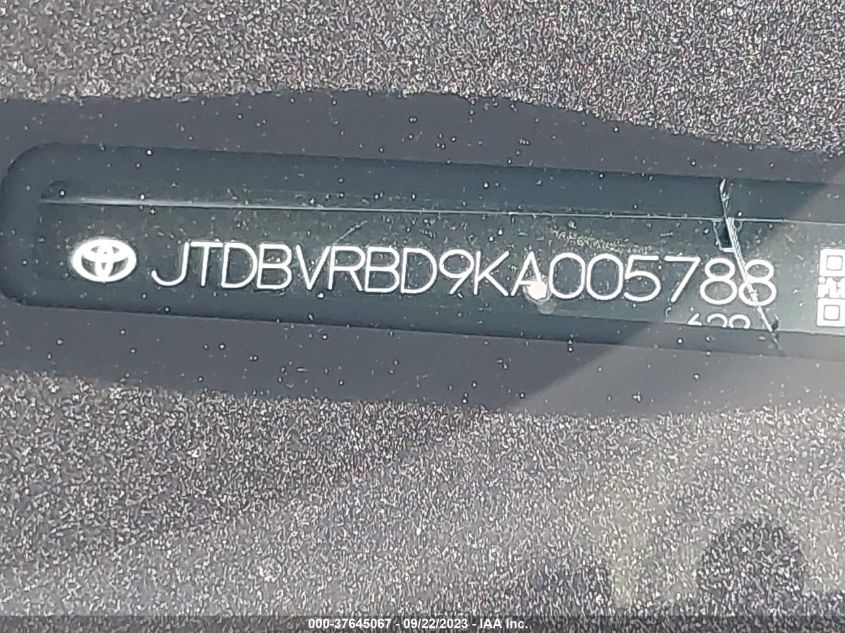 JTDBVRBD9KA005788
000-37645067 - 09/22/2023 - IAA Inc.